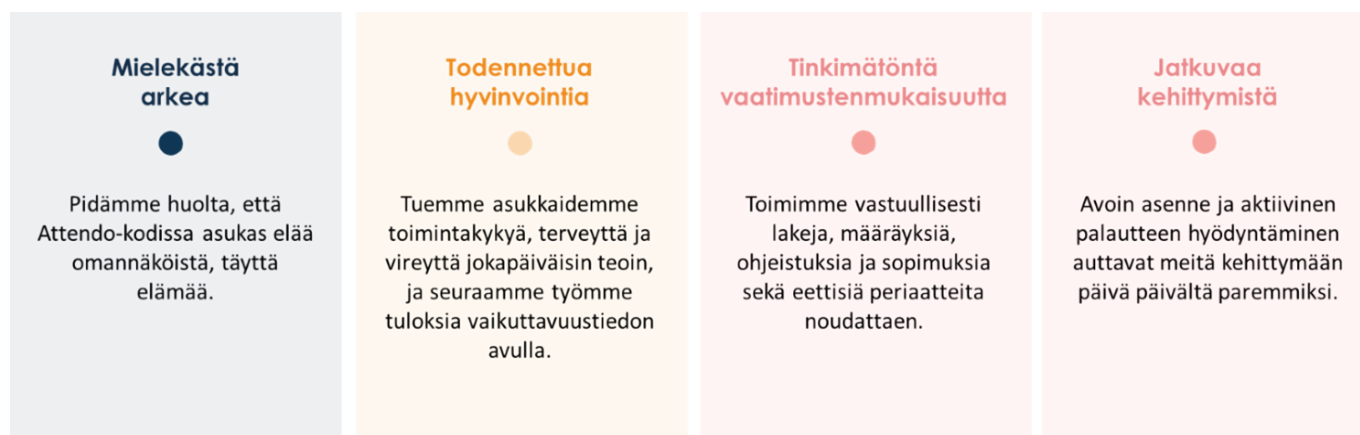 Mielekästä
arkea
Pidämme huolta, että
Attendo-kodissa asukas elää
omannäköistä, täyttä
elämää.
Todennettua
hyvinvointia
Tuemme asukkaidemme
toimintakykyä, terveyttä ja
vireyttä jokapäiväisin teoin,
ja seuraamme työmme
tuloksia vaikuttavuustiedon
avulla.
Tinkimätöntä
vaatimustenmukaisuutta
Toimimme vastuullisesti
lakeja, määräyksiä,
ohjeistuksia ja sopimuksia
sekä eettisiä periaatteita
noudattaen.
Jatkuvaa
kehittymistä
Avoin asenne ja aktiivinen
palautteen hyödyntäminen
auttavat meitä kehittymään
päivä päivältä paremmiksi.